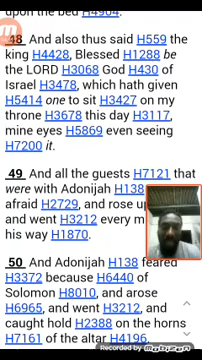 upon the bed H4904.
48 And also thus said H559 the
king H4428, Blessed H1288 be
the LORD H3068 God H430 of
Israel H3478, which hath given
H5414 one to sit H3427 on my
throne H3678 this day H3117, mine
eyes H5869 even seeing
H7200 it.
49 And all the guests H7121 that
were with Adonijah H138
afraid H2729, and rose
and went H3212 every
his way H1870.
50 And Adonijah H138 feared
H3372 because H6440 of
Solomon H8010, and arose
H6965, and went H3212, and
caught hold H2388 on the horns
H7161 of the altar H4196.
Recorded by
Mobizen